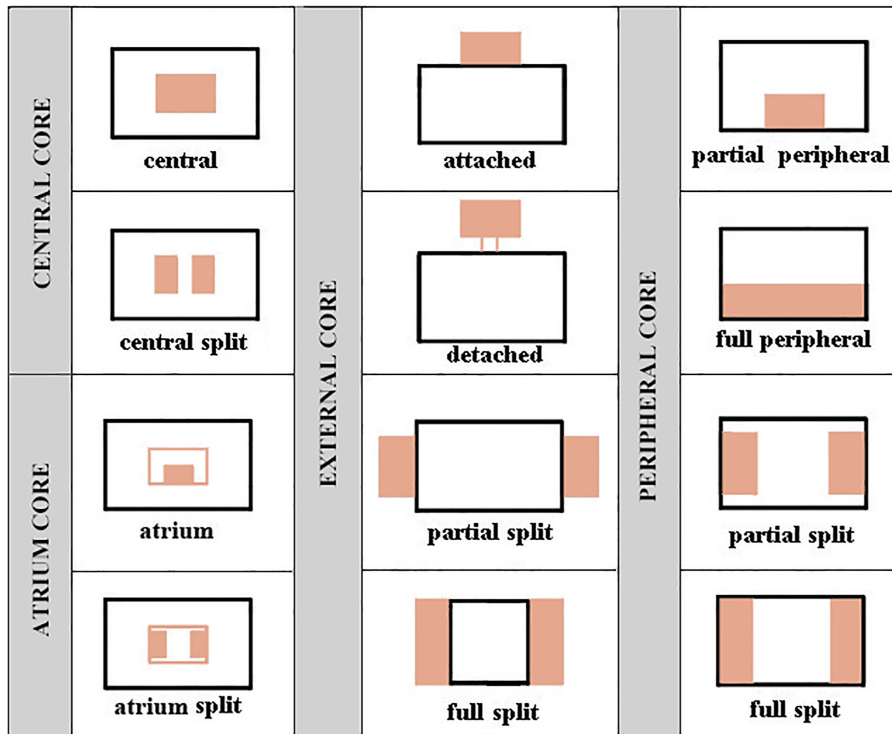 CENTRAL CORE
central
central split
ATRIUM CORE
atrium
atrium split
EXTERNAL CORE
attached
detached
partial split
full split
PERIPHERAL CORE
partial peripheral
full peripheral
partial split
full split